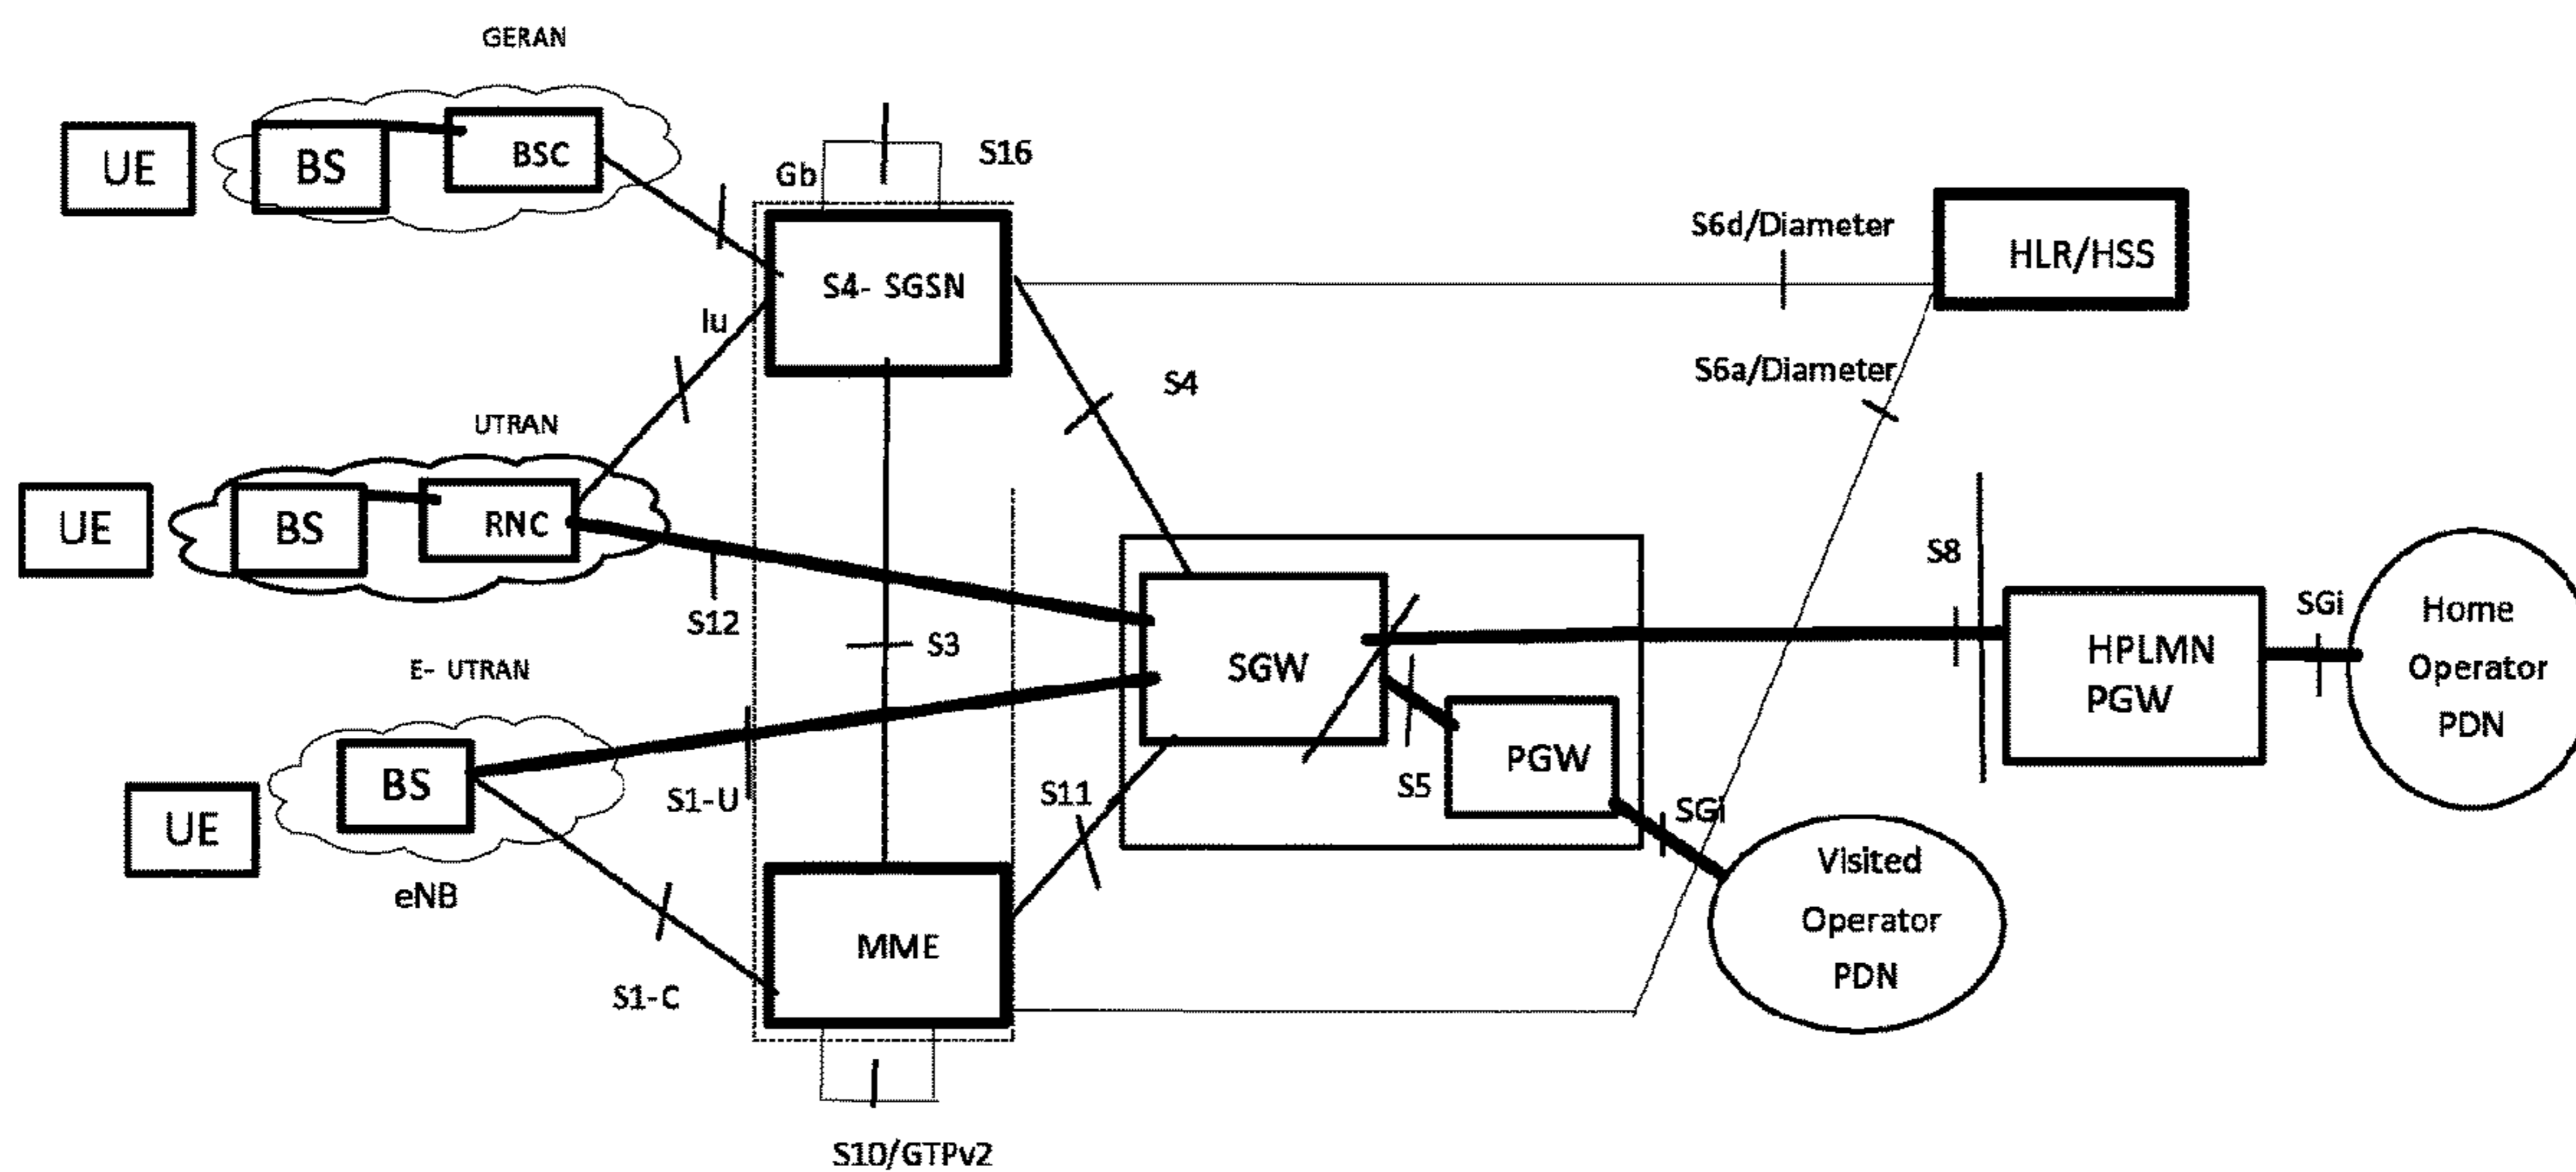 GERAN
UE
BS
BSC
Gb
S16
S4- SGSN
S6d/Diameter
HLR/HSS
Iu
S4
S6a/Diameter
UTRAN
UE
BS
RNC
S12
S3
S8
SGi
Home
Operator
PDN
HPLMN
PGW
SGW
E- UTRAN
BS
UE
eNB
S1-U
S11
S5
PGW
SGi
Visited
Operator
PDN
MME
S1-C
S10/GTPv2